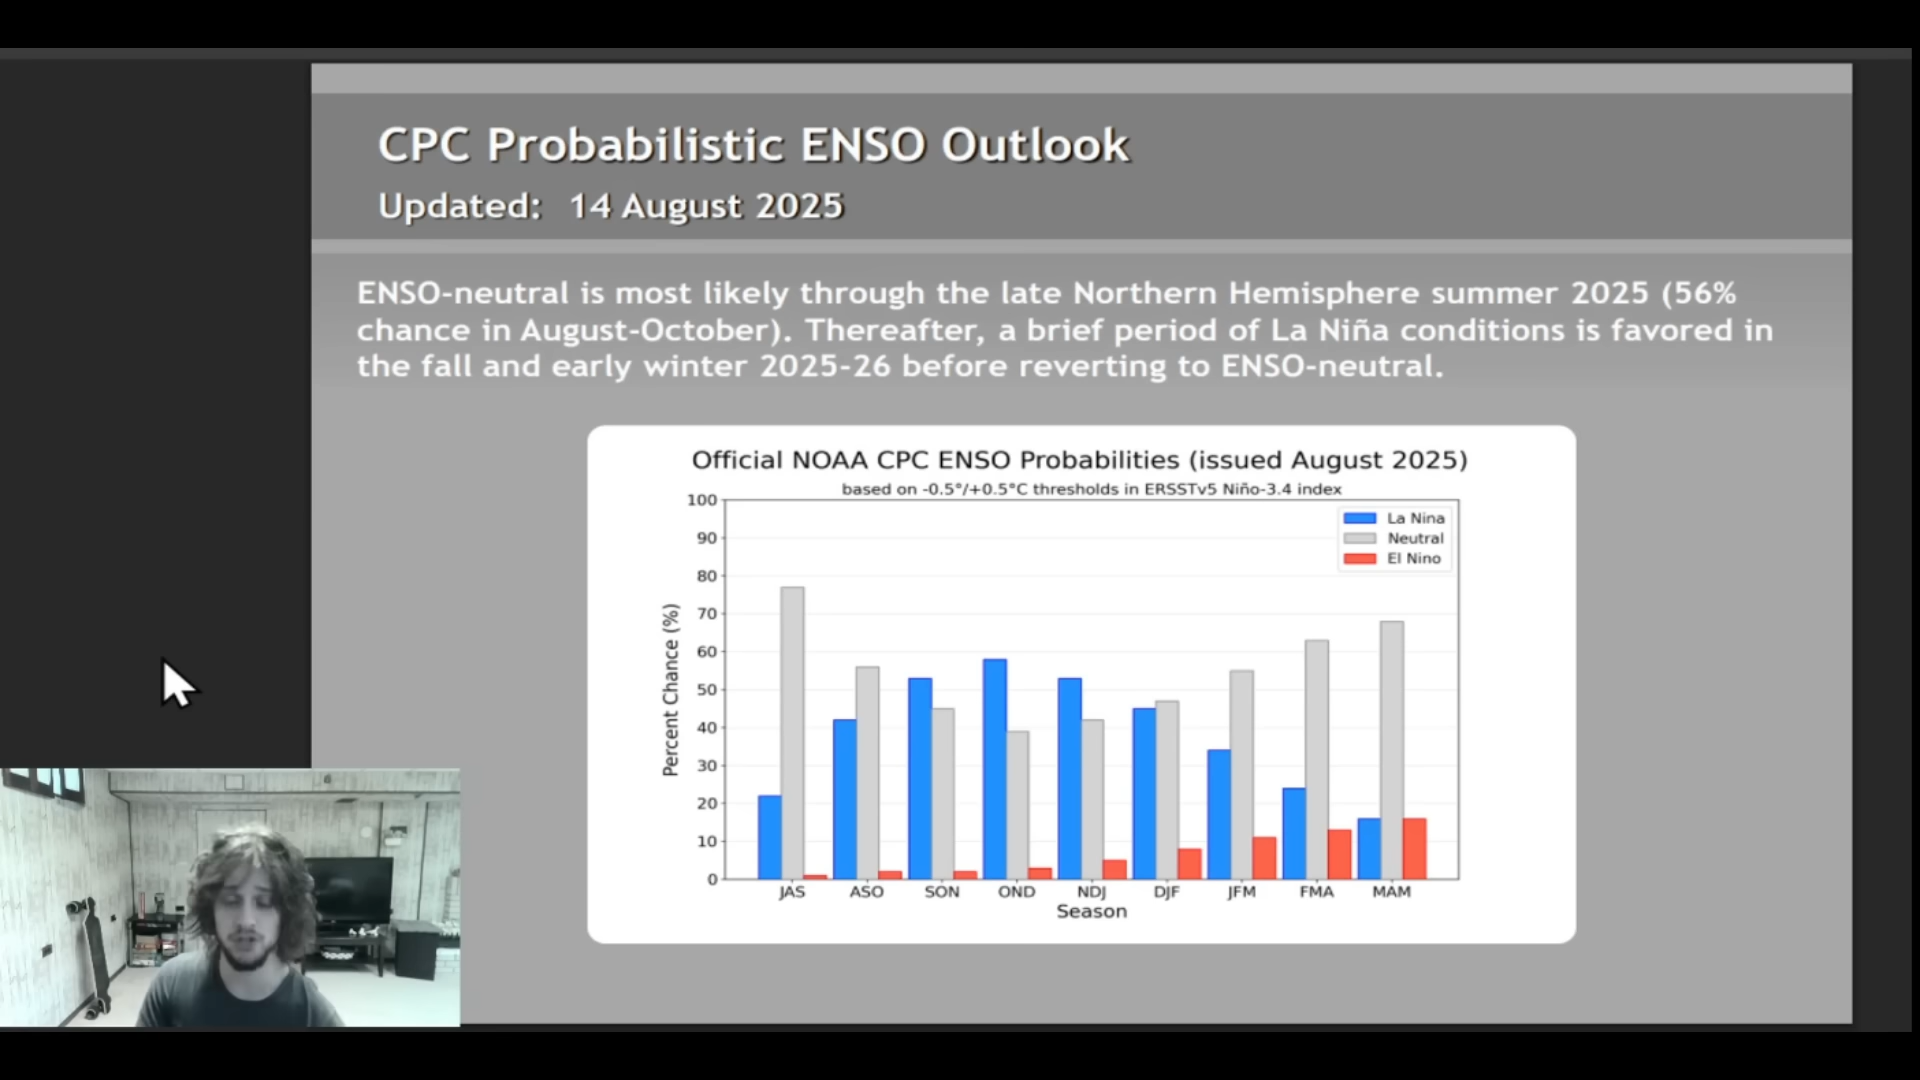 CPC Probabilistic ENSO Outlook
Updated: 14 August 2025
ENSO-neutral is most likely through the late Northern Hemisphere summer 2025 (56%
chance in August-October). Thereafter, a brief period of La Niña conditions is favored in
the fall and early winter 2025-26 before reverting to ENSO-neutral.
Official NOAA CPC ENSO Probabilities (issued August 2025)
based on -0.5°/+0.5°C thresholds in ERSSTv5 Niño-3.4 index
La Nina
Neutral
El Nino
Percent Chance (%)
100
90
80
70
60
50
40
30
20
10
0
JAS ASO SON OND NDJ DJF JFM FMA MAM
Season